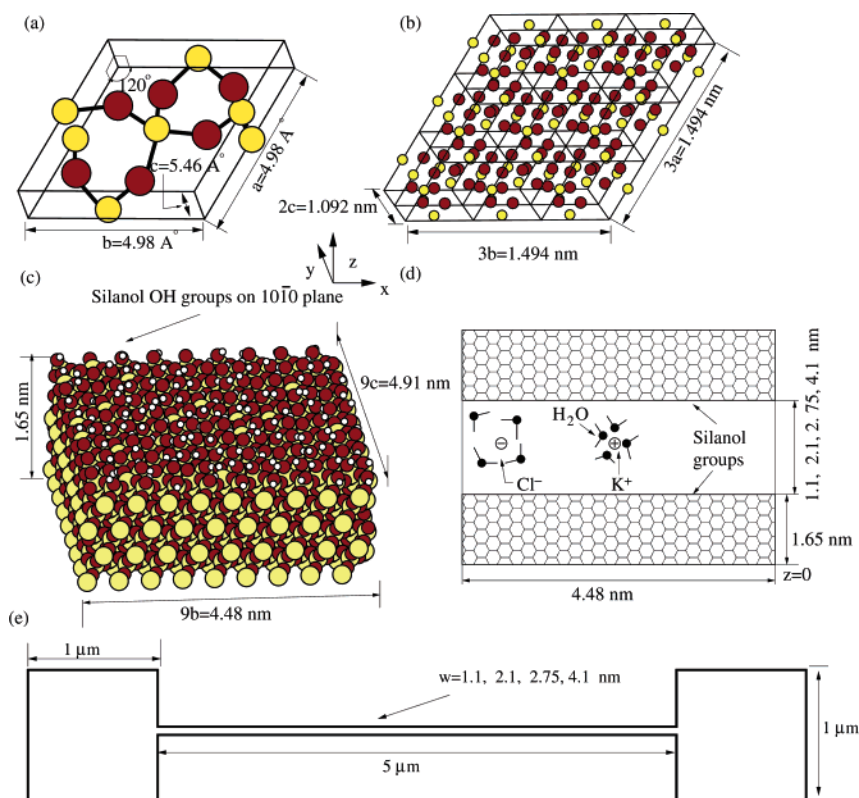 (a)
120°
c=5.46 A°
a=4.98 A°
b=4.98 A°
(b)
2c=1.092 nm
3a=1.494 nm
3b=1.494 nm
z
y
x
(c)
Silanol OH groups on 101̄0 plane
1.65 nm
9c=4.91 nm
9b=4.48 nm
(d)
H₂O
Cl⁻
K⁺
⊖
⊕
Silanol
groups
1.1, 2.1, 2.75, 4.1 nm
1.65 nm
z=0
4.48 nm
(e)
1 μm
w=1.1, 2.1, 2.75, 4.1 nm
5 μm
1 μm